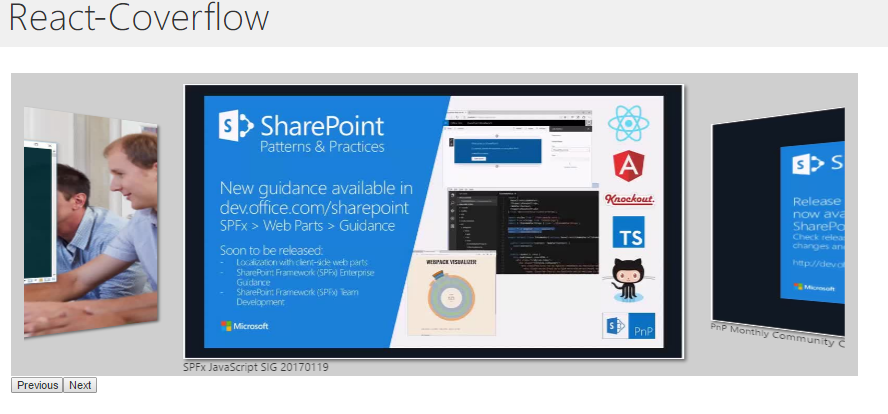 React-Coverflow
SharePoint
Patterns & Practices
New guidance available in
dev.office.com/sharepoint
SPFx > Web Parts > Guidance
Soon to be released:
- Localization with client-side web parts
- SharePoint Framework (SPFx) Enterprise
Guidance
- SharePoint Framework (SPFx) Team
Development
Microsoft
WEBPACK VISUALIZER
Knockout.
TS
PnP
S
S
Release
now ava
SharePo
Check relea
changes an
http://dev.o
Microsoft
SPFx JavaScript SIG 20170119
PnP Monthly Community C
Previous Next